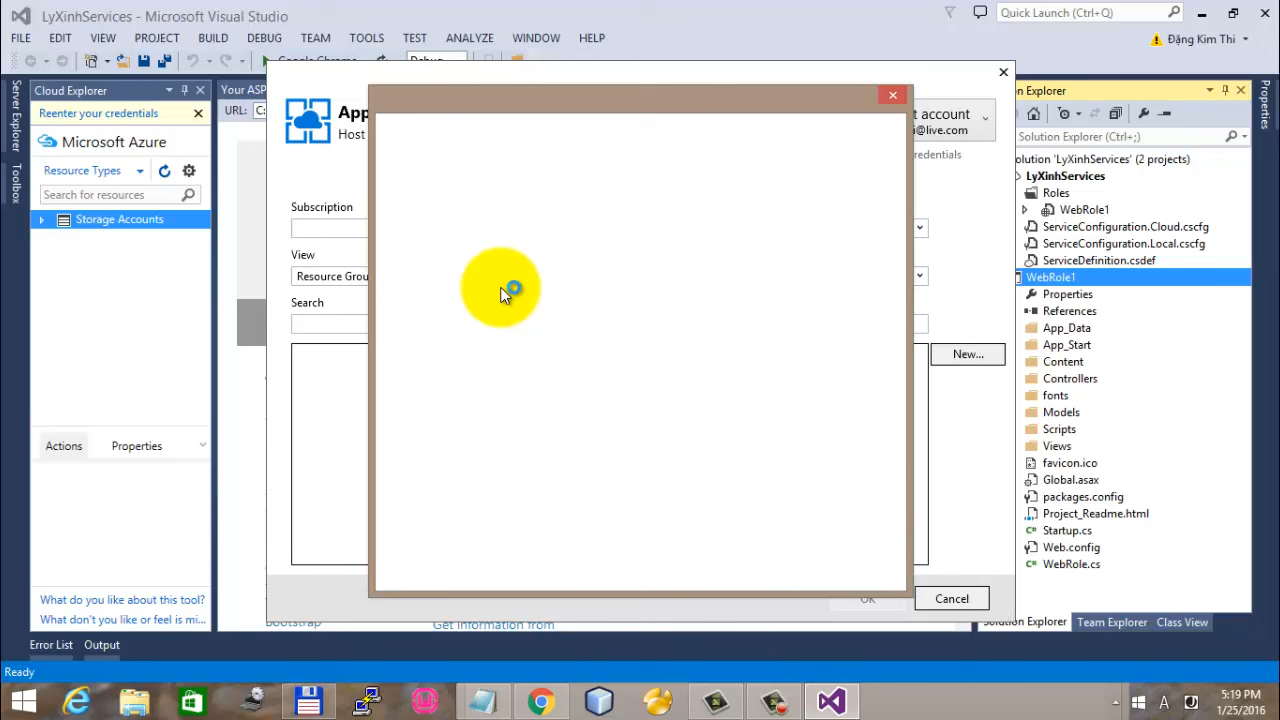 LyXinhServices - Microsoft Visual Studio
Quick Launch (Ctrl+Q)
FILE EDIT VIEW PROJECT BUILD DEBUG TEAM TOOLS TEST ANALYZE WINDOW HELP
Đặng Kim Thi
Google Chrome
Debug
Server Explorer
Toolbox
Cloud Explorer
Reenter your credentials
Microsoft Azure
Resource Types
Search for resources
Storage Accounts
Actions Properties
What do you like about this tool?
What don't you like or feel is mi...
Your ASP
URL:
App
Host
t account
i@live.com
redentials
Subscription
View
Resource Grou
Search
New...
OK
Cancel
Bootstrap
Get information from
ion Explorer
Solution Explorer (Ctrl+;)
olution 'LyXinhServices' (2 projects)
LyXinhServices
Roles
WebRole1
ServiceConfiguration.Cloud.cscfg
ServiceConfiguration.Local.cscfg
ServiceDefinition.csdef
WebRole1
Properties
References
App_Data
App_Start
Content
Controllers
fonts
Models
Scripts
Views
favicon.ico
Global.asax
packages.config
Project_Readme.html
Startup.cs
Web.config
WebRole.cs
Solution Explorer Team Explorer Class View
Properties
Error List Output
Ready
5:19 PM
1/25/2016